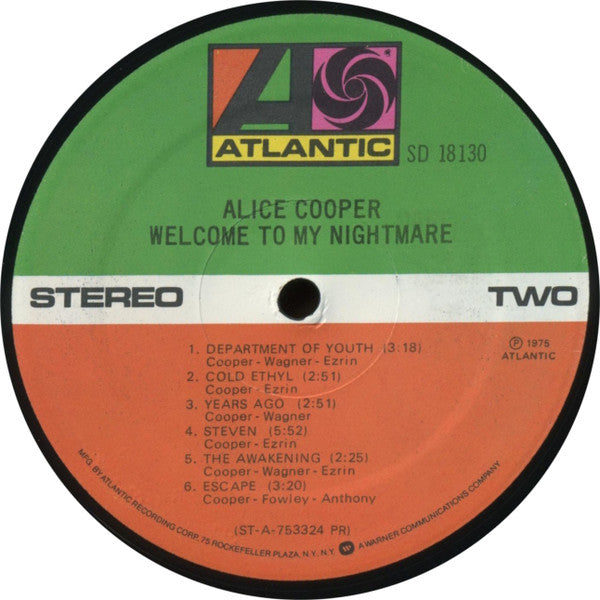 ATLANTIC
SD 18130
ALICE COOPER
WELCOME TO MY NIGHTMARE
STEREO
TWO
℗ 1975
ATLANTIC
1. DEPARTMENT OF YOUTH (3:18)
Cooper - Wagner - Ezrin
2. COLD ETHYL (2:51)
Cooper - Ezrin
3. YEARS AGO (2:51)
Cooper - Wagner
4. STEVEN (5:52)
Cooper - Ezrin
5. THE AWAKENING (2:25)
Cooper - Wagner - Ezrin
6. ESCAPE (3:20)
Cooper - Fowley - Anthony
(ST-A-753324 PR)
MFG. BY ATLANTIC RECORDING CORP. 75 ROCKEFELLER PLAZA, N.Y. N.Y. A WARNER COMMUNICATIONS COMPANY